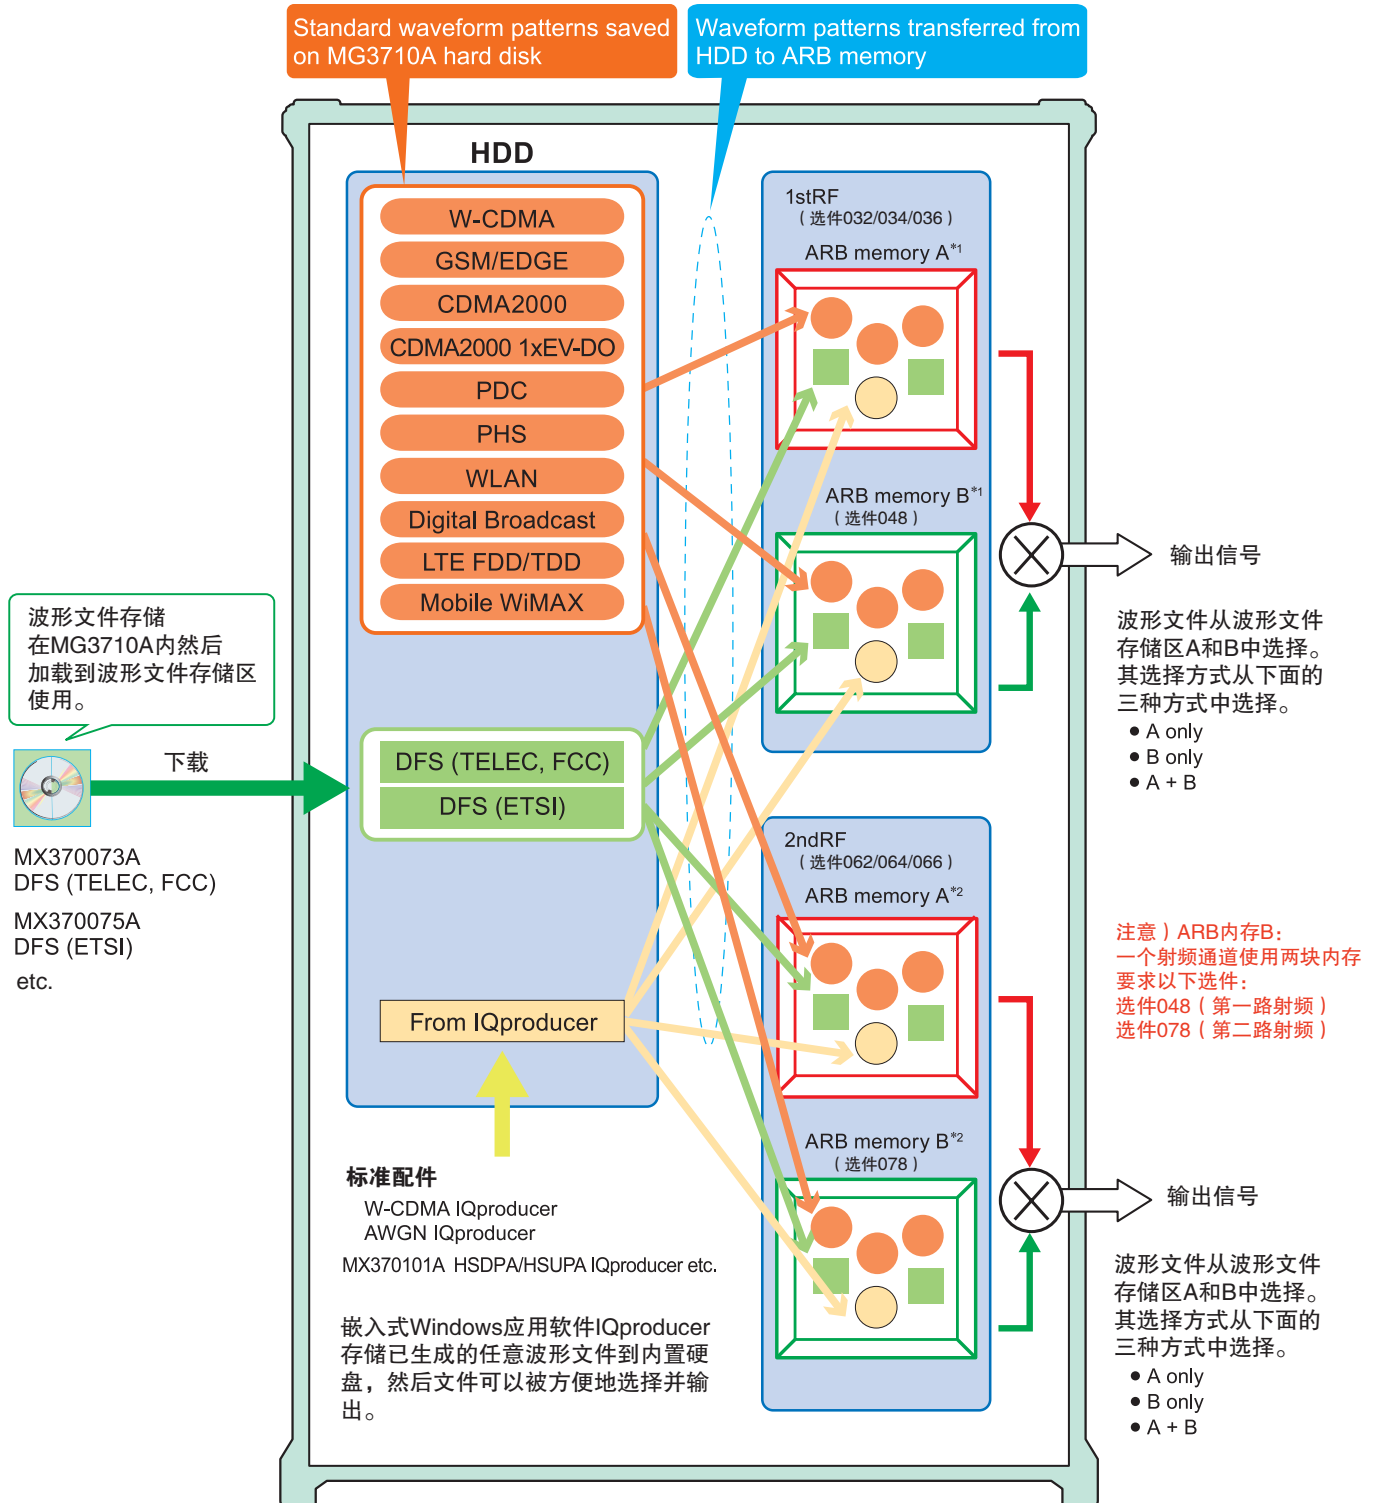 Standard waveform patterns saved
on MG3710A hard disk
Waveform patterns transferred from
HDD to ARB memory
HDD
W-CDMA
GSM/EDGE
CDMA2000
CDMA2000 1xEV-DO
PDC
PHS
WLAN
Digital Broadcast
LTE FDD/TDD
Mobile WiMAX
DFS (TELEC, FCC)
DFS (ETSI)
From IQproducer
波形文件存储
在MG3710A内然后
加载到波形文件存储区
使用。
下载
MX370073A
DFS (TELEC, FCC)
MX370075A
DFS (ETSI)
etc.
标准配件
W-CDMA IQproducer
AWGN IQproducer
MX370101A HSDPA/HSUPA IQproducer etc.
嵌入式Windows应用软件IQproducer
存储已生成的任意波形文件到内置硬
盘，然后文件可以被方便地选择并输
出。
1stRF
（选件032/034/036）
ARB memory A*1
ARB memory B*1
（选件048）
输出信号
波形文件从波形文件
存储区A和B中选择。
其选择方式从下面的
三种方式中选择。
● A only
● B only
● A + B
2ndRF
（选件062/064/066）
ARB memory A*2
ARB memory B*2
（选件078）
注意）ARB内存B：
一个射频通道使用两块内存
要求以下选件：
选件048（第一路射频）
选件078（第二路射频）
输出信号
波形文件从波形文件
存储区A和B中选择。
其选择方式从下面的
三种方式中选择。
● A only
● B only
● A + B